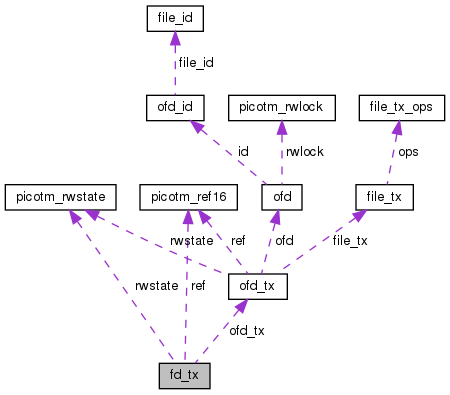 file_id
file_id
ofd_id
picotm_rwlock
file_tx_ops
id
rwlock
ops
picotm_rwstate
picotm_ref16
ofd
file_tx
rwstate
ref
ofd
file_tx
ofd_tx
rwstate
ref
ofd_tx
fd_tx